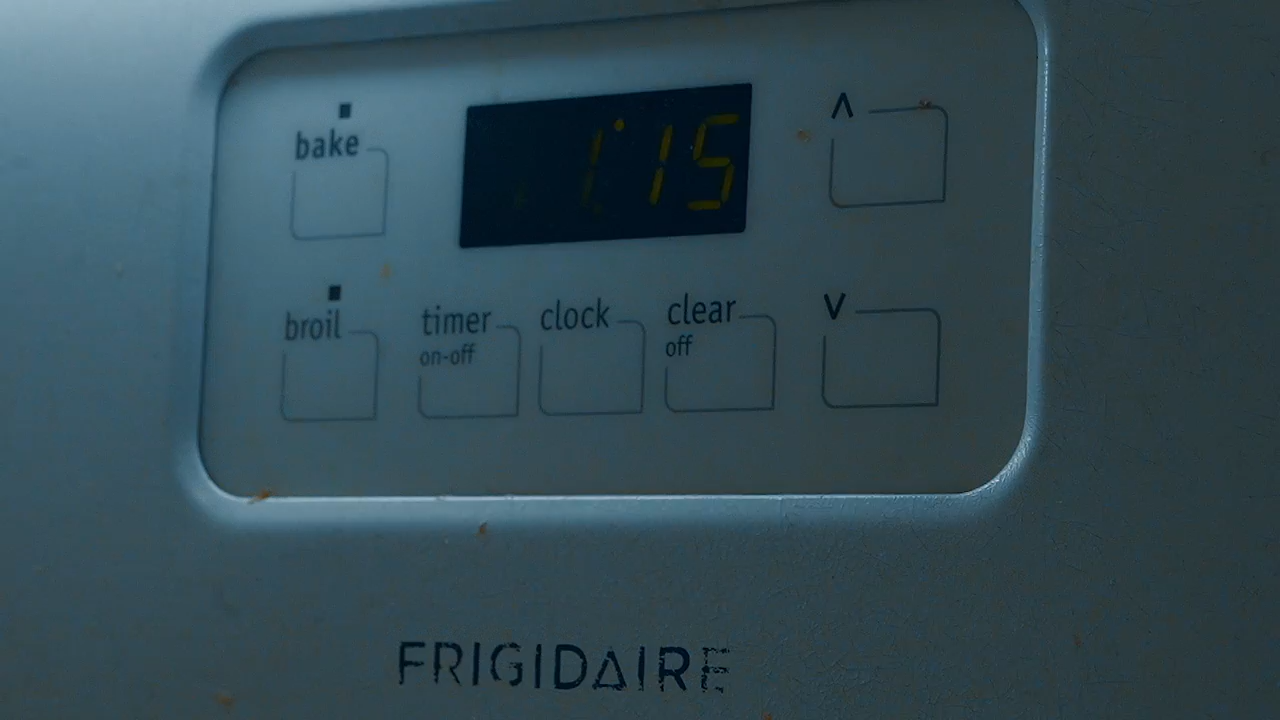 bake
1:15
∧
broil
timer
on-off
clock
clear
off
∨
FRIGIDAIRE